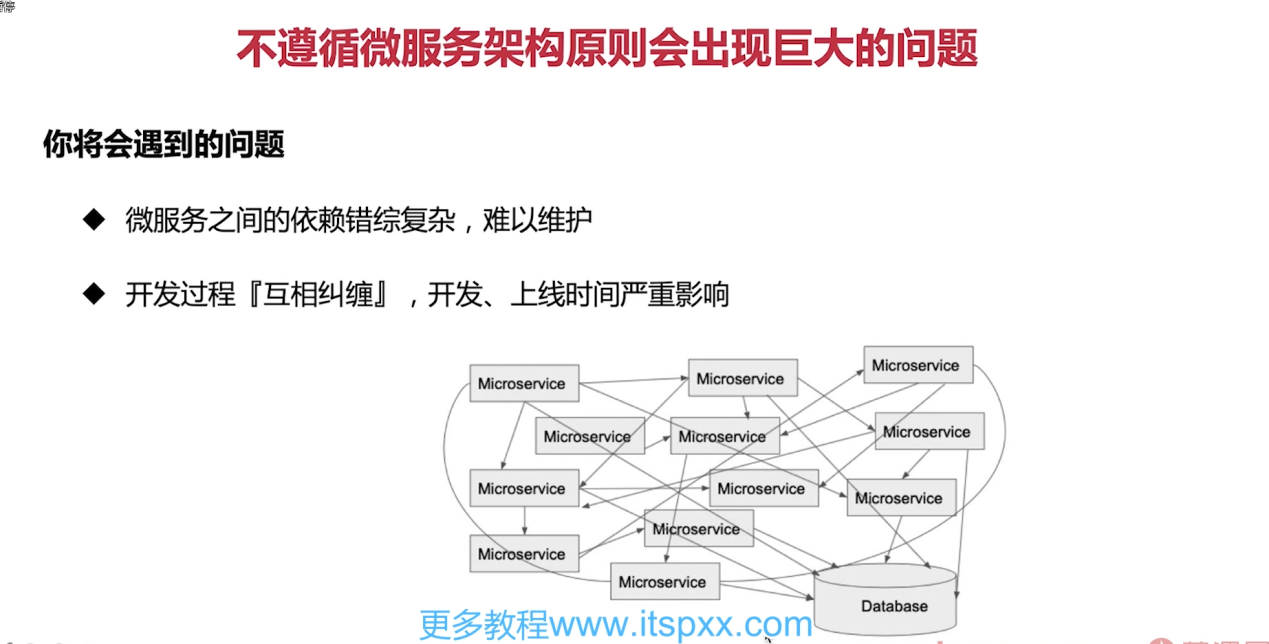 不遵循微服务架构原则会出现巨大的问题
你将会遇到的问题
微服务之间的依赖错综复杂，难以维护
开发过程『互相纠缠』，开发、上线时间严重影响
Microservice
Microservice
Microservice
Microservice
Microservice
Microservice
Microservice
Microservice
Microservice
Microservice
Microservice
Microservice
Database
更多教程www.itspxx.com